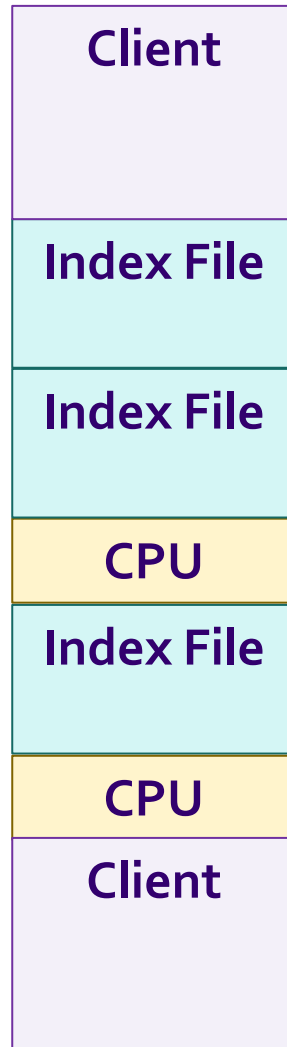 Client
Index File
Index File
CPU
Index File
CPU
Client